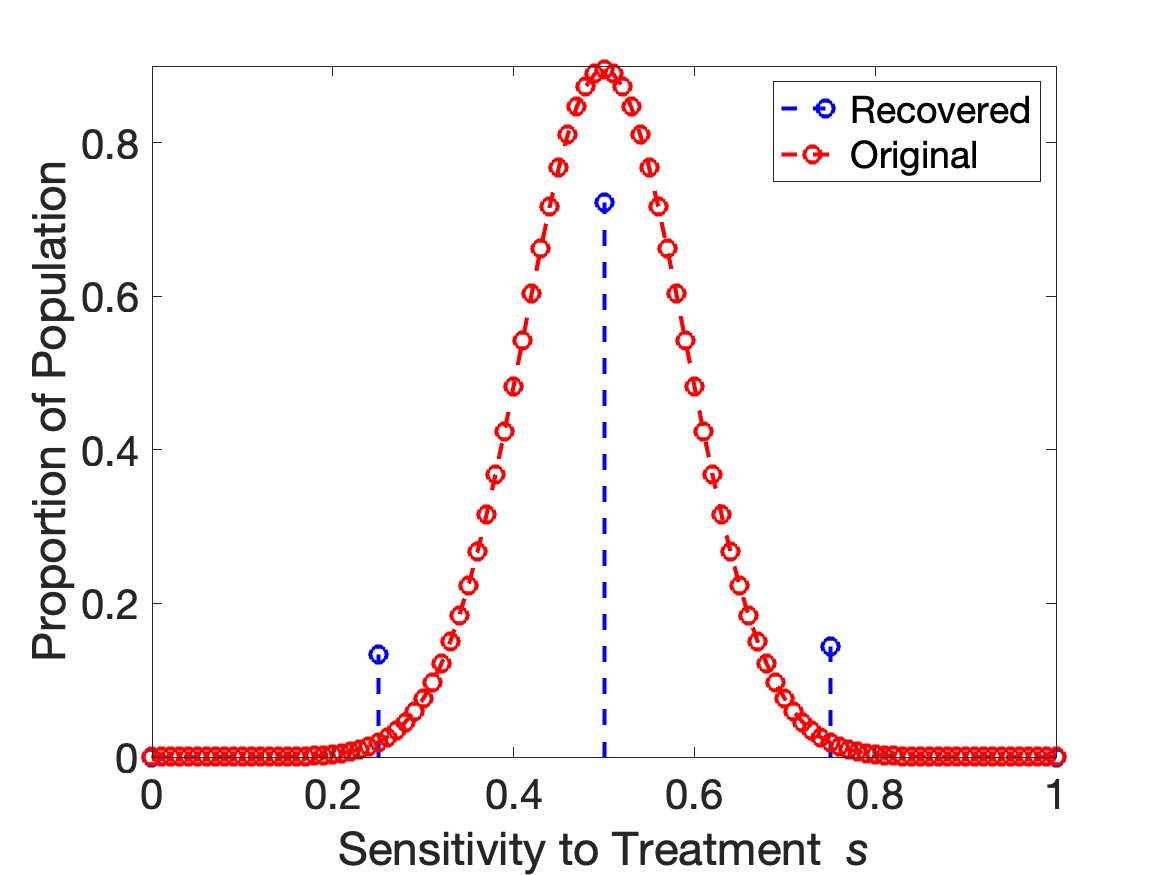 Recovered
Original
Proportion of Population
0.8
0.6
0.4
0.2
0
0 0.2 0.4 0.6 0.8 1
Sensitivity to Treatment s